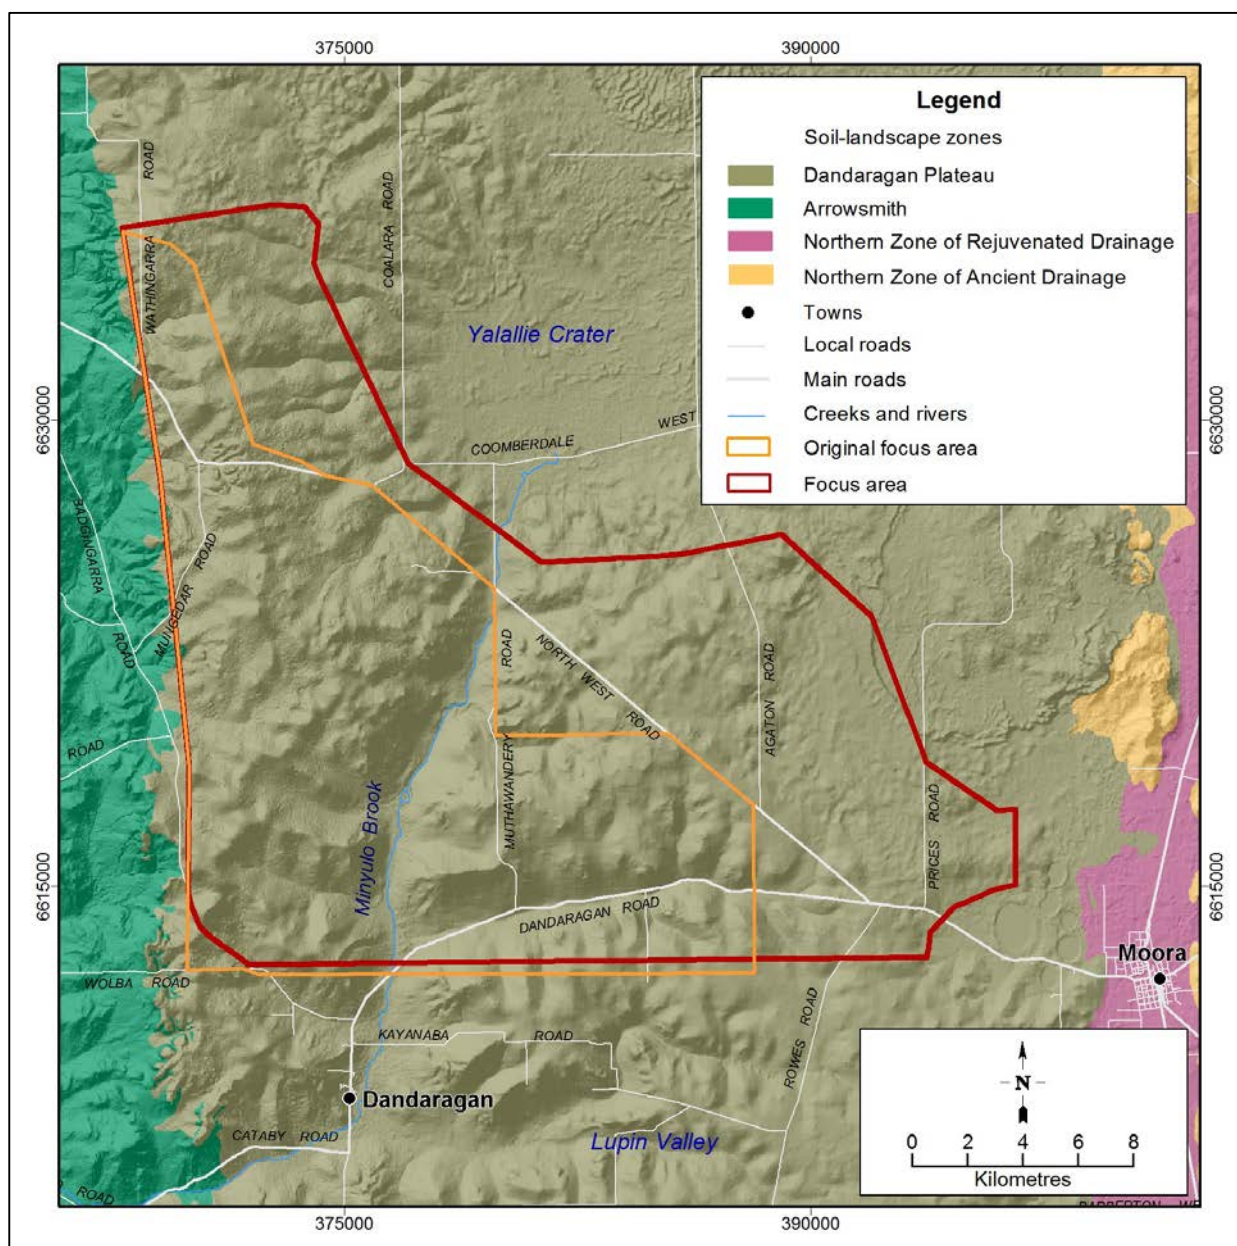 375000
390000
Legend
Soil-landscape zones
Dandaragan Plateau
Arrowsmith
Northern Zone of Rejuvenated Drainage
Northern Zone of Ancient Drainage
Towns
Local roads
Main roads
Creeks and rivers
Original focus area
Focus area
ROAD
WATHINGARRA
COALARA ROAD
Yalallie Crater
6630000
6630000
COOMBERDALE WEST
BADGINGARRA ROAD
MUNGEDAR ROAD
ROAD
NORTH WEST ROAD
AGATON ROAD
ROAD
MUTHAWANDERY
Minyulo Brook
PRICES ROAD
6615000
6615000
DANDARAGAN ROAD
WOLBA ROAD
Moora
KAYANABA ROAD
ROWES ROAD
Dandaragan
CATABY ROAD
Lupin Valley
ROAD
N
0 2 4 6 8
Kilometres
375000
390000